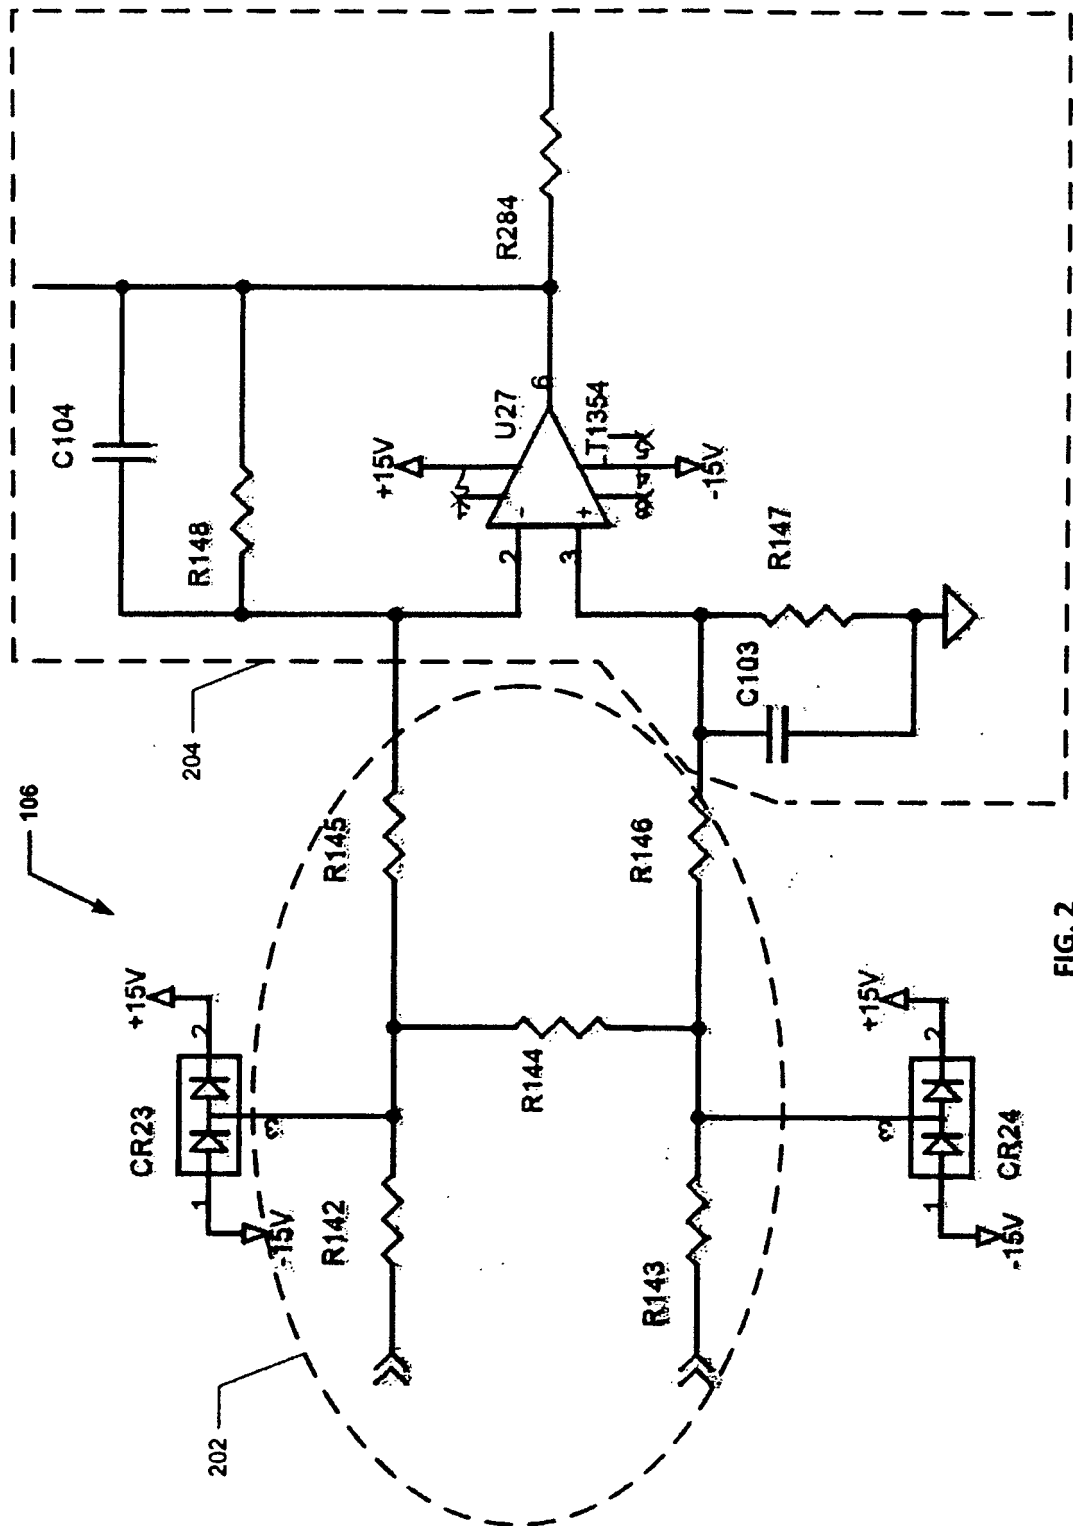 106
202
204
+15V
2
CR23
1
-15V
3
R142
R145
R144
R143
R146
3
+15V
2
CR24
1
-15V
C104
R148
+15V
U27
2
-
6
3
+
T1354
8
-15V
R284
C103
R147
FIG. 2